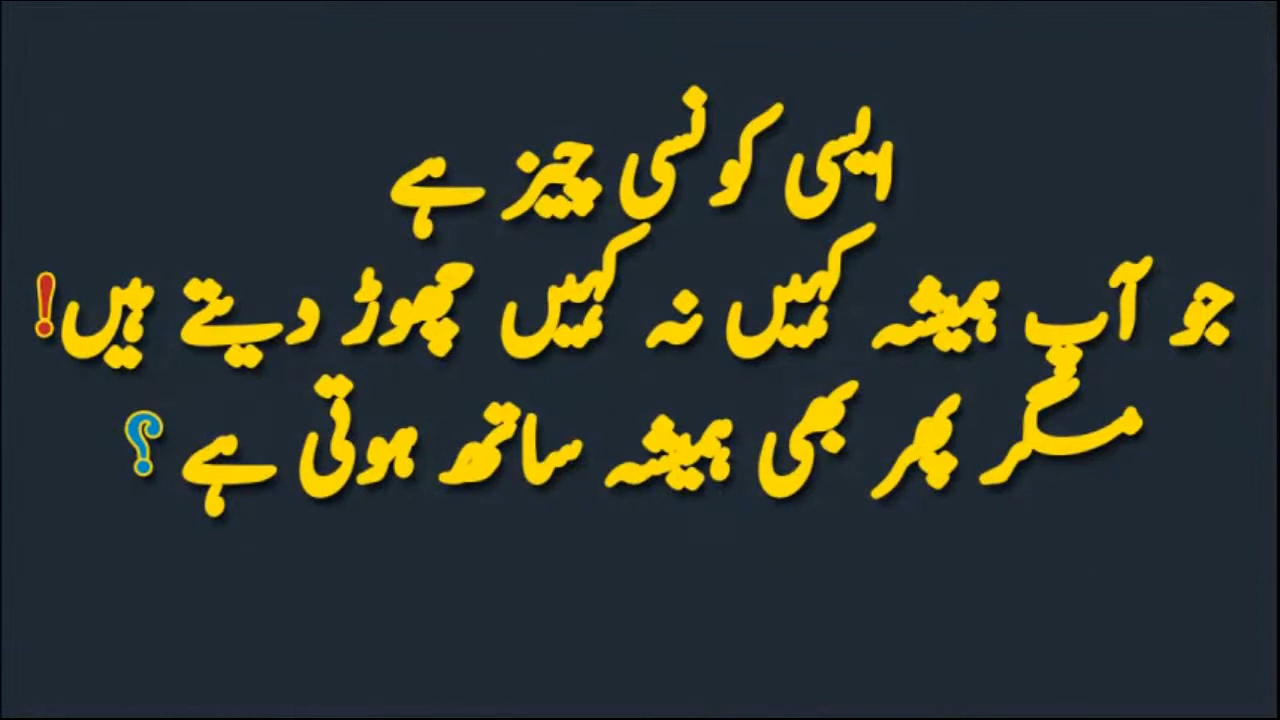 ایسی کونسی چیز ہے
جو آپ ہمیشہ کہیں نہ کہیں چھوڑ دیتے ہیں!
مگر پھر بھی ہمیشہ ساتھ ہوتی ہے ؟